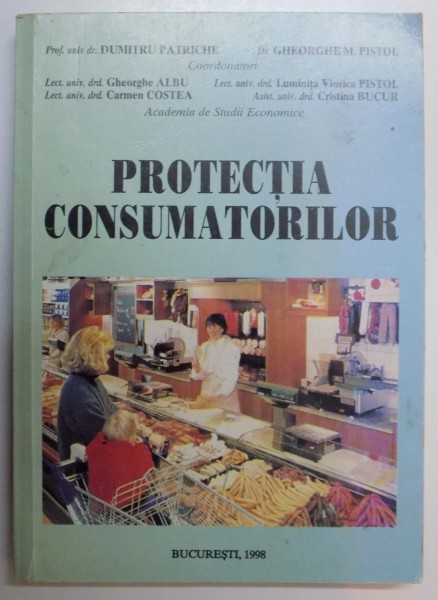 Prof. univ dr. DUMITRU PATRICHE Dr. GHEORGHE M. PISTOL
Coordonatori
Lect. univ. drd. Gheorghe ALBU Lect. univ. drd. Luminița Viorica PISTOL
Lect. univ. drd. Carmen COSTEA Asist. univ. drd. Cristina BUCUR
Academia de Studii Economice
PROTECȚIA
CONSUMATORILOR
BUCUREȘTI, 1998